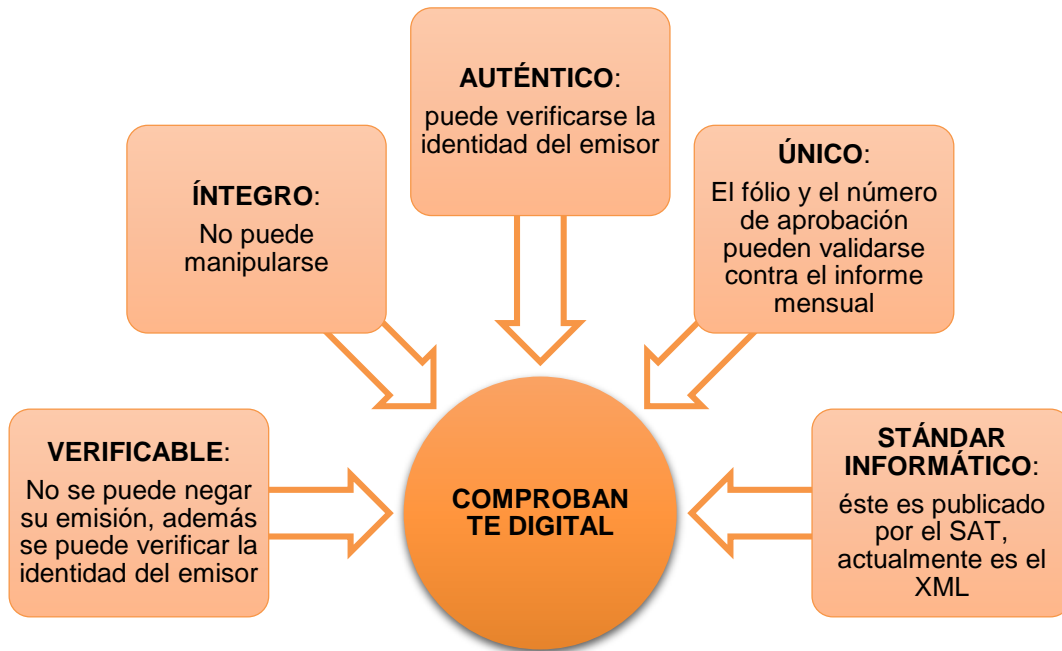 VERIFICABLE:
No se puede negar
su emisión, además
se puede verificar la
identidad del emisor
ÍNTEGRO:
No puede
manipularse
AUTÉNTICO:
puede verificarse la
identidad del emisor
ÚNICO:
El fólio y el número
de aprobación
pueden validarse
contra el informe
mensual
STÁNDAR
INFORMÁTICO:
éste es publicado
por el SAT,
actualmente es el
XML
COMPROBAN
TE DIGITAL